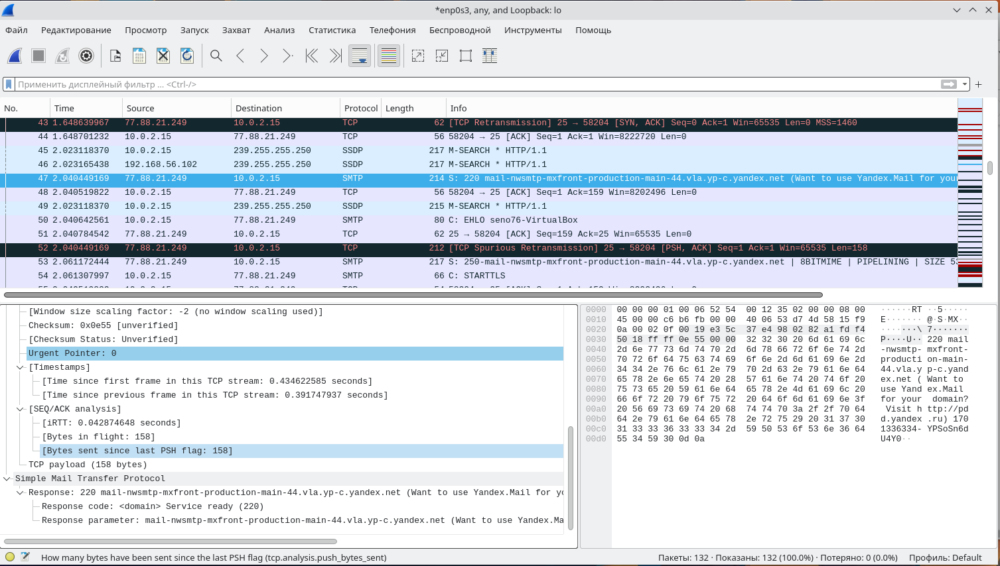 *enp0s3, any, and Loopback: lo
Файл Редактирование Просмотр Запуск Захват Анализ Статистика Телефония Беспроводной Инструменты Помощь
Применить дисплейный фильтр ... <Ctrl-/>
No. Time Source Destination Protocol Length Info
43 1.648639967 77.88.21.249 10.0.2.15 TCP 62 [TCP Retransmission] 25 → 58204 [SYN, ACK] Seq=0 Ack=1 Win=65535 Len=0 MSS=1460
44 1.648701232 10.0.2.15 77.88.21.249 TCP 56 58204 → 25 [ACK] Seq=1 Ack=1 Win=8222720 Len=0
45 2.023118370 10.0.2.15 239.255.255.250 SSDP 217 M-SEARCH * HTTP/1.1
46 2.023165438 192.168.56.102 239.255.255.250 SSDP 217 M-SEARCH * HTTP/1.1
47 2.040449169 77.88.21.249 10.0.2.15 SMTP 214 S: 220 mail-nwsmtp-mxfront-production-main-44.vla.yp-c.yandex.net (Want to use Yandex.Mail for your
48 2.040519822 10.0.2.15 77.88.21.249 TCP 56 58204 → 25 [ACK] Seq=1 Ack=159 Win=8202496 Len=0
49 2.023118370 10.0.2.15 239.255.255.250 SSDP 215 M-SEARCH * HTTP/1.1
50 2.040642561 10.0.2.15 77.88.21.249 SMTP 80 C: EHLO seno76-VirtualBox
51 2.040784542 77.88.21.249 10.0.2.15 TCP 62 25 → 58204 [ACK] Seq=159 Ack=25 Win=65535 Len=0
52 2.040449169 77.88.21.249 10.0.2.15 TCP 212 [TCP Spurious Retransmission] 25 → 58204 [PSH, ACK] Seq=1 Ack=1 Win=65535 Len=158
53 2.061172444 77.88.21.249 10.0.2.15 SMTP 217 S: 250-mail-nwsmtp-mxfront-production-main-44.vla.yp-c.yandex.net | 8BITMIME | PIPELINING | SIZE 5
54 2.061307997 10.0.2.15 77.88.21.249 SMTP 66 C: STARTTLS
[Window size scaling factor: -2 (no window scaling used)]
Checksum: 0x0e55 [unverified]
[Checksum Status: Unverified]
Urgent Pointer: 0
[Timestamps]
[Time since first frame in this TCP stream: 0.434622585 seconds]
[Time since previous frame in this TCP stream: 0.391747937 seconds]
[SEQ/ACK analysis]
[iRTT: 0.042874648 seconds]
[Bytes in flight: 158]
[Bytes sent since last PSH flag: 158]
TCP payload (158 bytes)
Simple Mail Transfer Protocol
Response: 220 mail-nwsmtp-mxfront-production-main-44.vla.yp-c.yandex.net (Want to use Yandex.Mail for yo
Response code: <domain> Service ready (220)
Response parameter: mail-nwsmtp-mxfront-production-main-44.vla.yp-c.yandex.net (Want to use Yandex.Ma
0000 00 00 00 01 00 06 52 54 00 12 35 02 00 00 08 00 ······RT ··5·····
0010 45 00 00 c6 b6 fb 00 00 40 06 53 d7 4d 58 15 f9 E······· @·S·MX··
0020 0a 00 02 0f 00 19 e3 5c 37 e4 98 02 82 a1 fd f4 ·······\ 7·······
0030 50 18 ff ff 0e 55 00 00 32 32 30 20 6d 61 69 6c P····U·· 220 mail
0040 2d 6e 77 73 6d 74 70 2d 6d 78 66 72 6f 6e 74 2d -nwsmtp- mxfront-
0050 70 72 6f 64 75 63 74 69 6f 6e 2d 6d 61 69 6e 2d producti on-main-
0060 34 34 2e 76 6c 61 2e 79 70 2d 63 2e 79 61 6e 64 44.vla.y p-c.yand
0070 65 78 2e 6e 65 74 20 28 57 61 6e 74 20 74 6f 20 ex.net ( Want to
0080 75 73 65 20 59 61 6e 64 65 78 2e 4d 61 69 6c 20 use Yand ex.Mail
0090 66 6f 72 20 79 6f 75 72 20 64 6f 6d 61 69 6e 3f for your domain?
00a0 20 56 69 73 69 74 20 68 74 74 70 3a 2f 2f 70 64 Visit h ttp://pd
00b0 64 2e 79 61 6e 64 65 78 2e 72 75 29 20 31 37 30 d.yandex .ru) 170
00c0 31 33 33 36 33 33 34 2d 59 50 53 6f 53 6e 36 64 1336334- YPSoSn6d
00d0 55 34 59 30 0d 0a U4Y0··
How many bytes have been sent since the last PSH flag (tcp.analysis.push_bytes_sent)
Пакеты: 132 · Показаны: 132 (100.0%) · Потеряно: 0 (0.0%) Профиль: Default